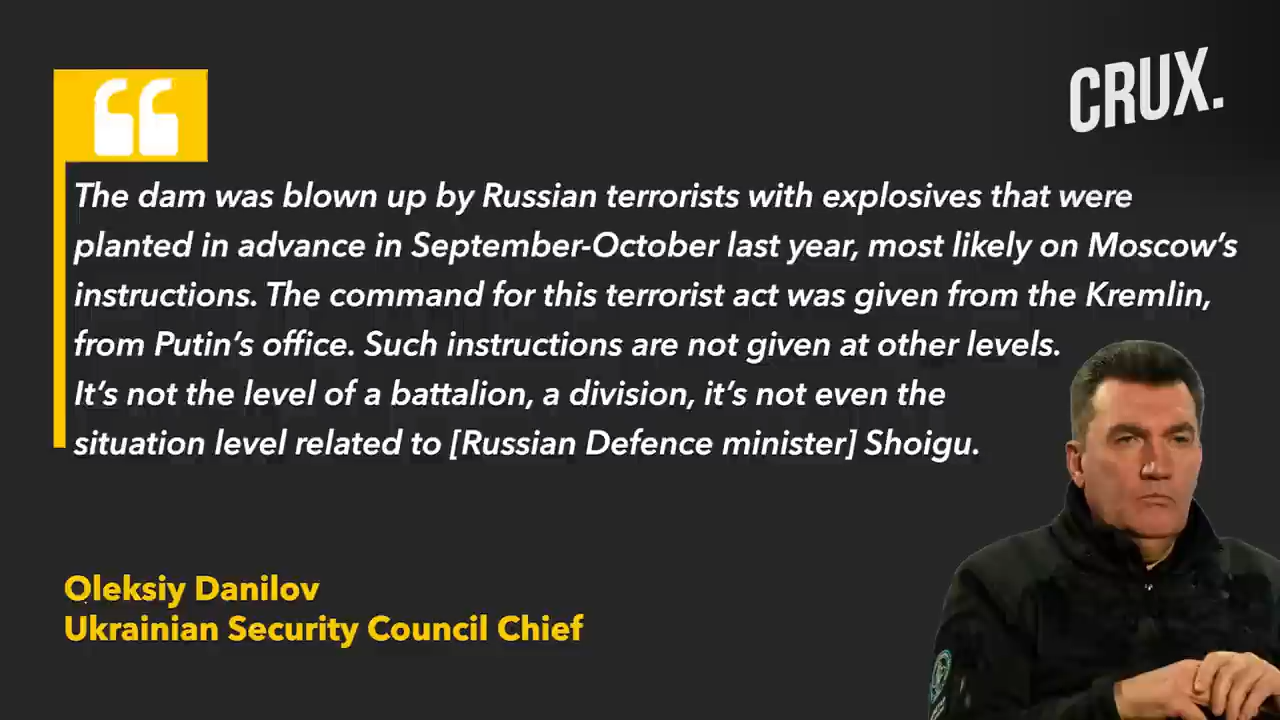 CRUX.
The dam was blown up by Russian terrorists with explosives that were
planted in advance in September-October last year, most likely on Moscow’s
instructions. The command for this terrorist act was given from the Kremlin,
from Putin’s office. Such instructions are not given at other levels.
It’s not the level of a battalion, a division, it’s not even the
situation level related to [Russian Defence minister] Shoigu.
Oleksiy Danilov
Ukrainian Security Council Chief